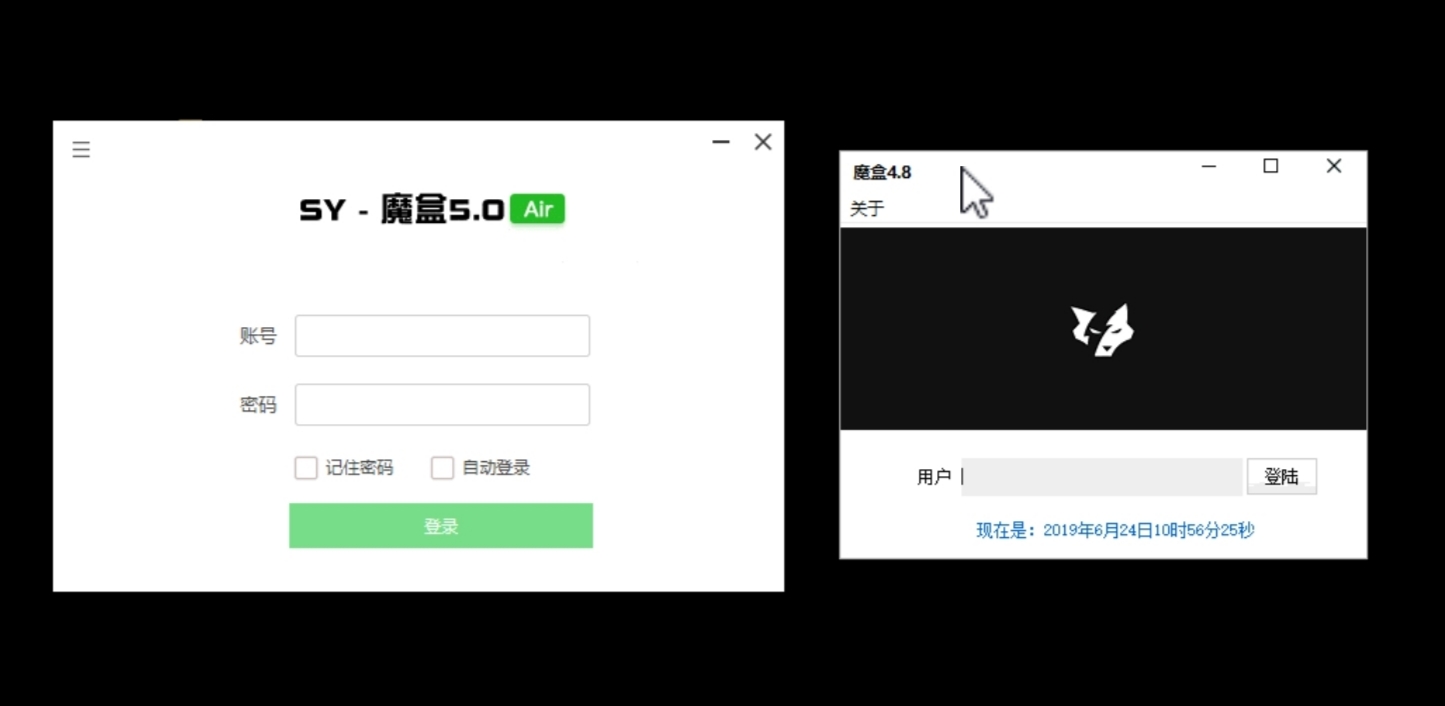 SY - 魔盒5.0 Air
账号
密码
记住密码 自动登录
登录
魔盒4.8
关于
用户 登陆
现在是：2019年6月24日10时56分25秒